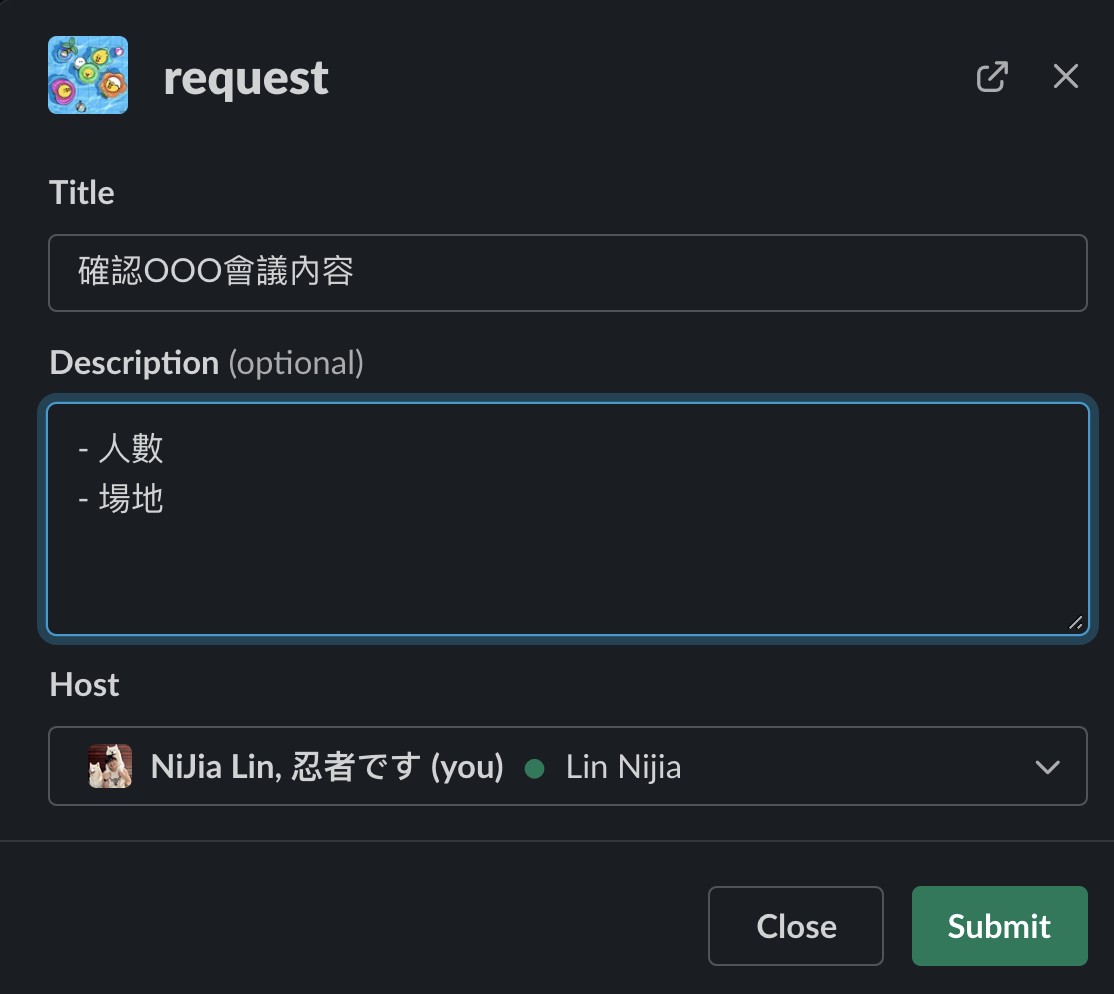 request
Title
確認OOO會議內容
Description (optional)
- 人數
- 場地
Host
NiJia Lin, 忍者です (you) Lin Nijia
Close Submit